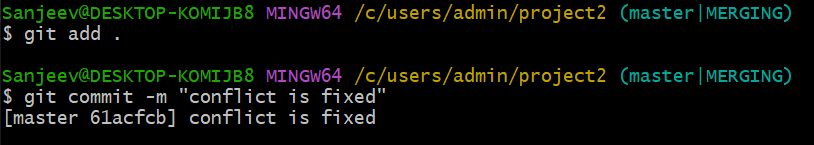 Sanjeev@DESKTOP-KOMIJB8 MINGW64 /c/users/admin/project2 (master|MERGING)
$ git add .
Sanjeev@DESKTOP-KOMIJB8 MINGW64 /c/users/admin/project2 (master|MERGING)
$ git commit -m "conflict is fixed"
[master 61acfcb] conflict is fixed